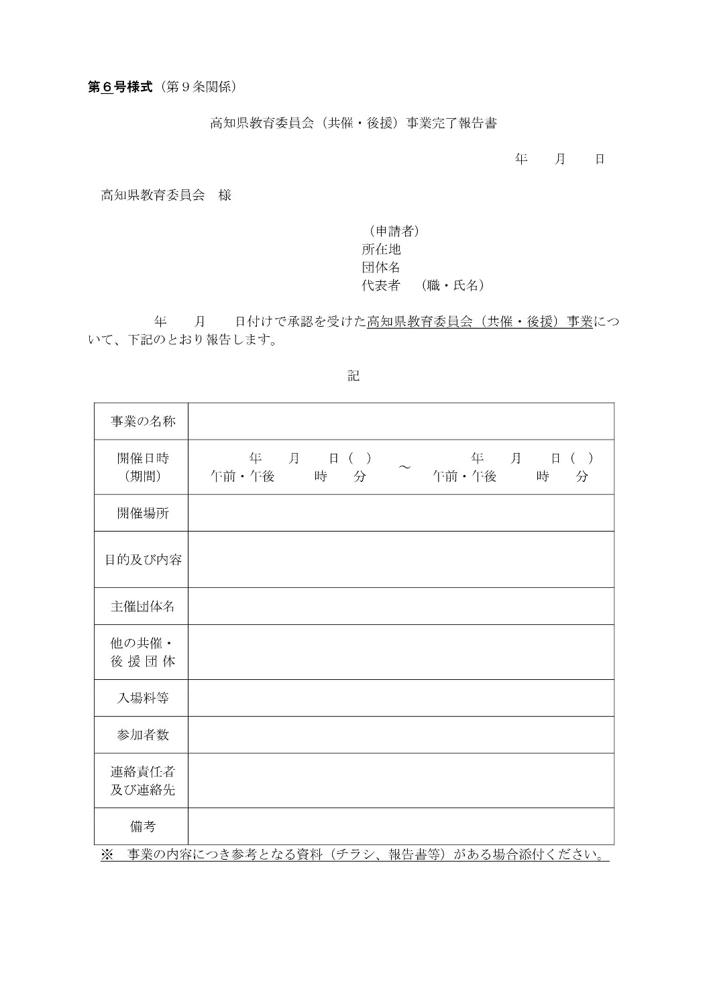 第６号様式（第９条関係）
高知県教育委員会（共催・後援）事業完了報告書
年　　月　　日
高知県教育委員会　様
（申請者）
所在地
団体名
代表者　（職・氏名）
年　　月　　日付けで承認を受けた高知県教育委員会（共催・後援）事業につ
いて、下記のとおり報告します。
記
事業の名称
開催日時
（期間）
年　　月　　日（　）
午前・午後　　　時　　分
～
年　　月　　日（　）
午前・午後　　　時　　分
開催場所
目的及び内容
主催団体名
他の共催・
後 援 団 体
入場料等
参加者数
連絡責任者
及び連絡先
備考
※　事業の内容につき参考となる資料（チラシ、報告書等）がある場合添付ください。